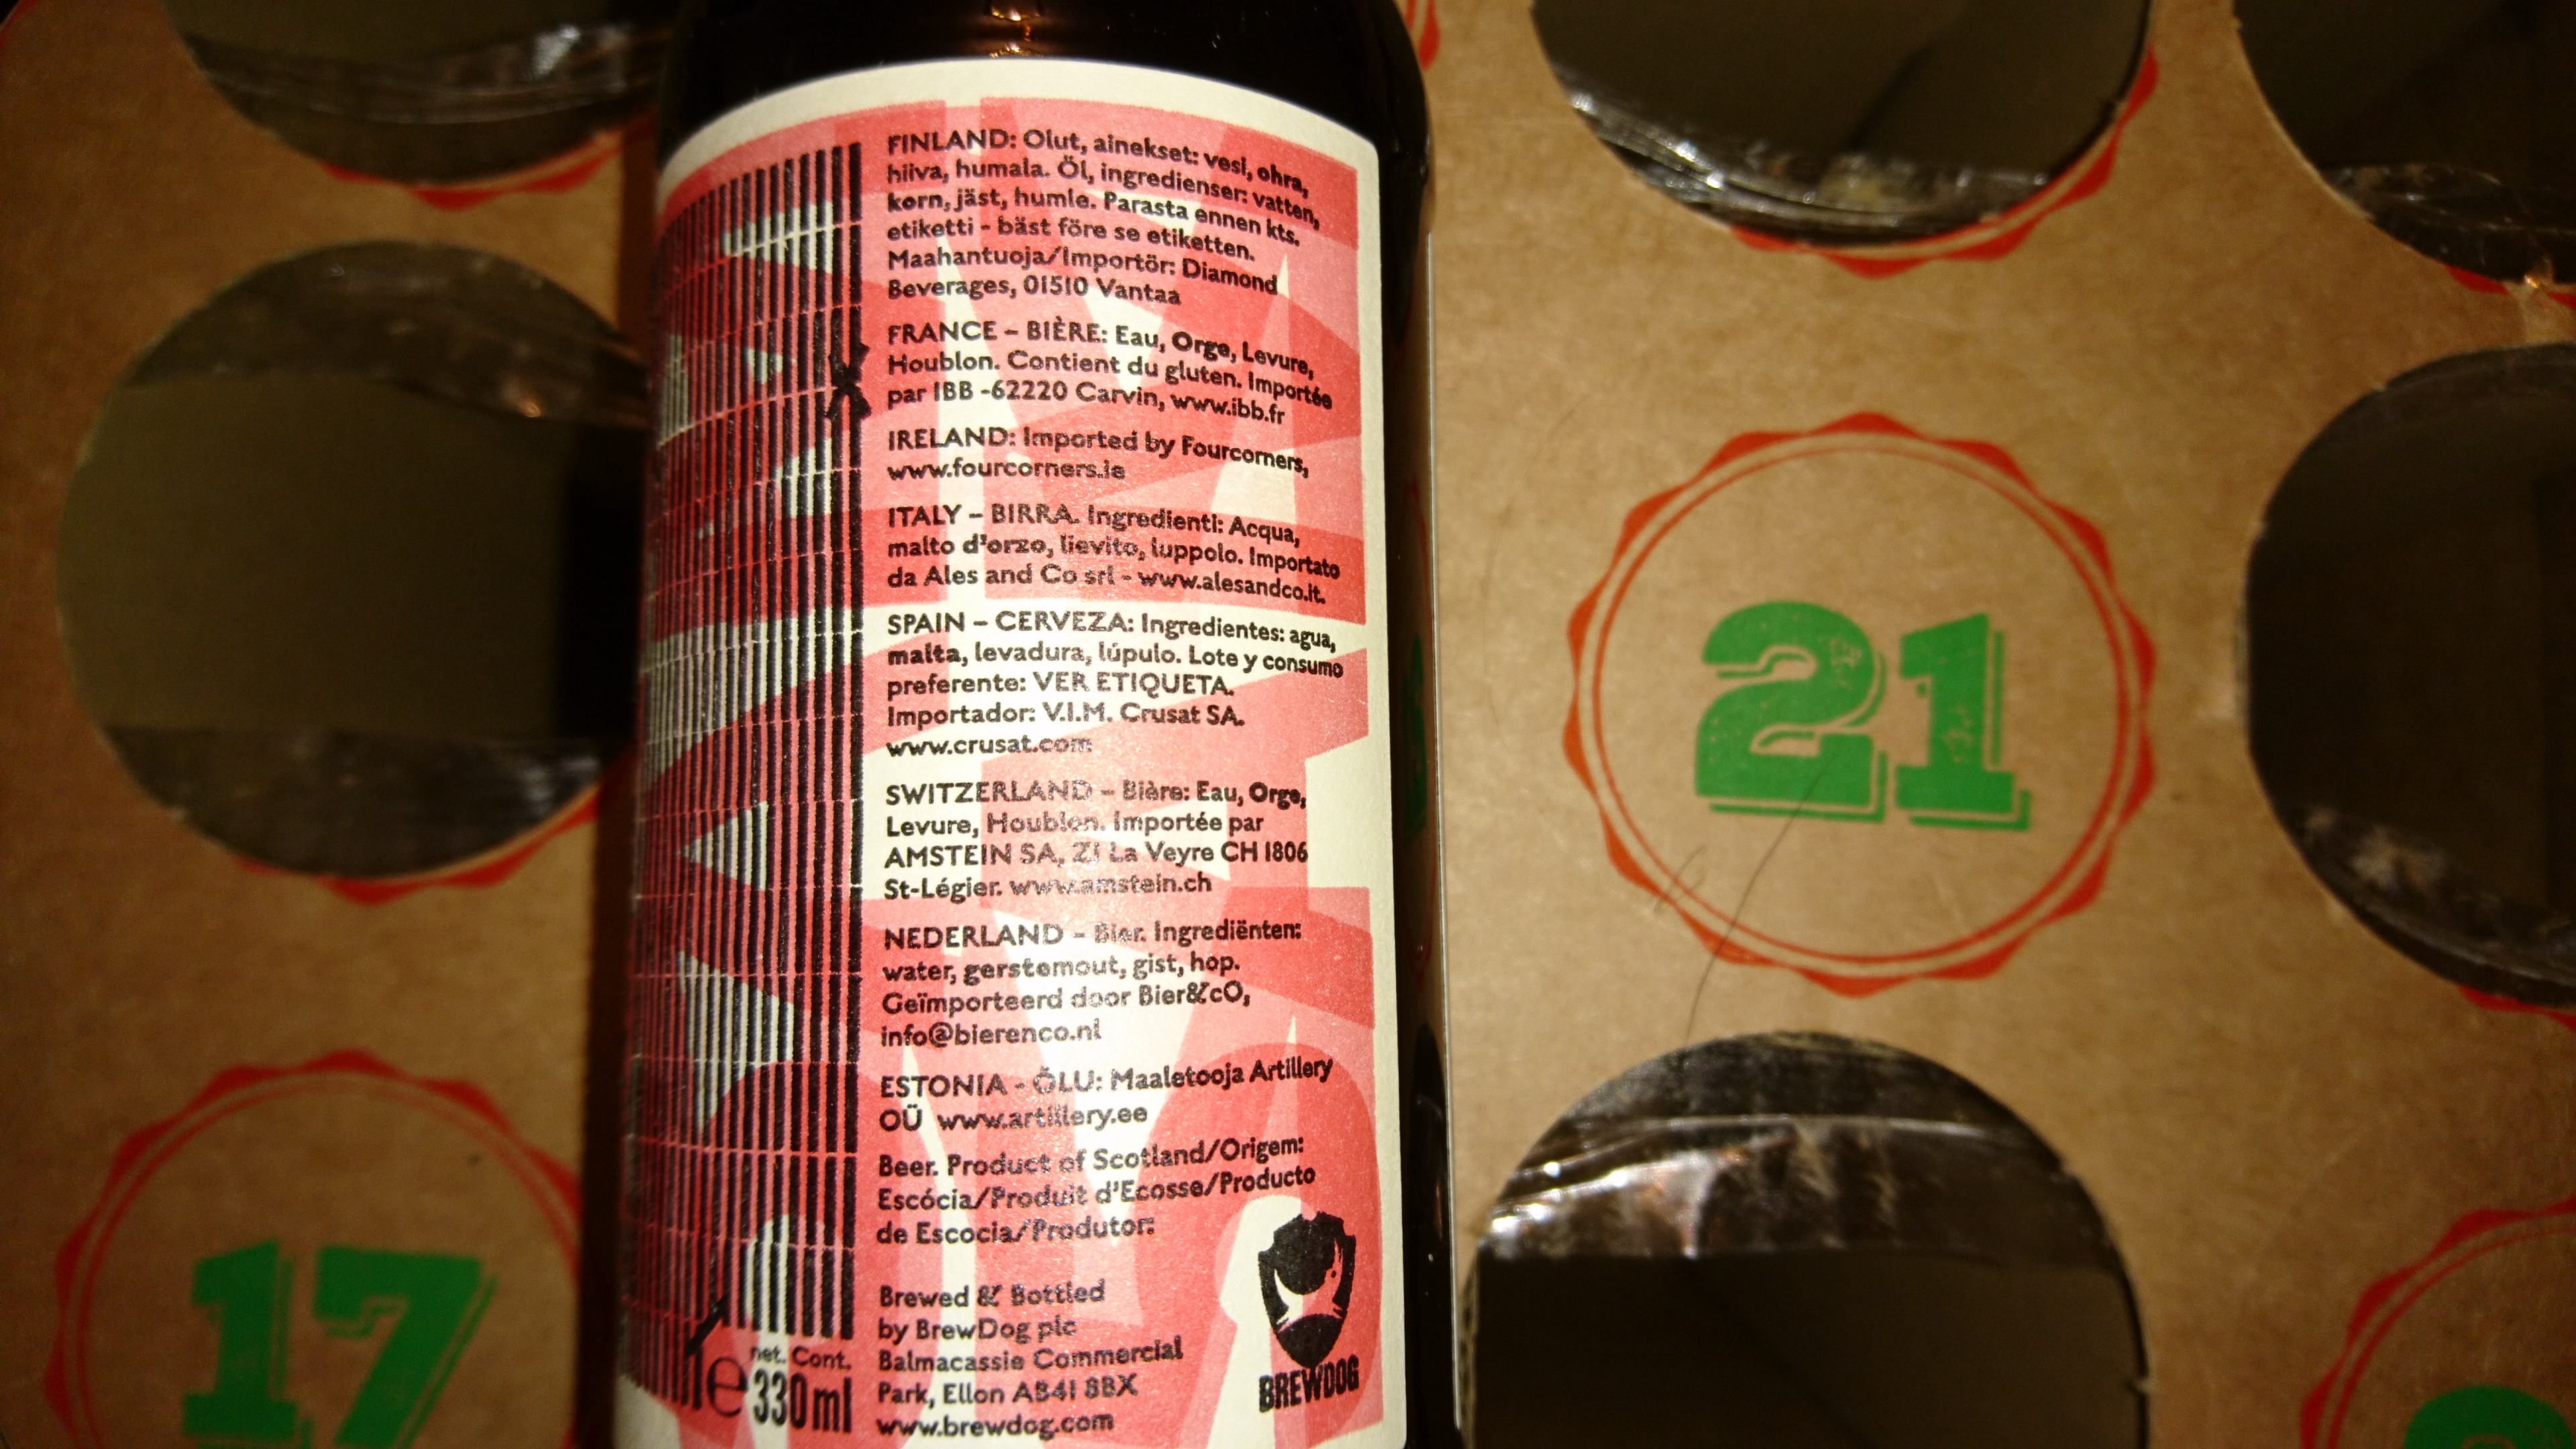 FINLAND: Olut, ainekset: vesi, ohra,
hiiva, humala. Öl, ingredienser: vatten,
korn, jäst, humle. Parasta ennen kts.
etiketti - bäst före se etiketten.
Maahantuoja/Importör: Diamond
Beverages, 01510 Vantaa
FRANCE – BIÈRE: Eau, Orge, Levure,
Houblon. Contient du gluten. Importée
par IBB -62220 Carvin, www.ibb.fr
IRELAND: Imported by Fourcorners,
www.fourcorners.ie
ITALY – BIRRA. Ingredienti: Acqua,
malto d'orzo, lievito, luppolo. Importato
da Ales and Co srl - www.alesandco.it.
SPAIN – CERVEZA: Ingredientes: agua,
malta, levadura, lúpulo. Lote y consumo
preferente: VER ETIQUETA.
Importador: V.I.M. Crusat SA.
www.crusat.com
SWITZERLAND – Bière: Eau, Orge,
Levure, Houblon. Importée par
AMSTEIN SA, ZI La Veyre CH 1806
St-Légier. www.amstein.ch
NEDERLAND - Bier. Ingrediënten:
water, gerstemout, gist, hop.
Geïmporteerd door Bier&cO,
info@bierenco.nl
ESTONIA - ÕLU: Maaletooja Artillery
OÜ www.artillery.ee
Beer. Product of Scotland/Origem:
Escócia/Produit d'Ecosse/Producto
de Escocia/Produtor:
Brewed & Bottled
by BrewDog plc
Balmacassie Commercial
Park, Ellon AB41 8BX
www.brewdog.com
net. Cont.
e 330ml
BREWDOG
21
17